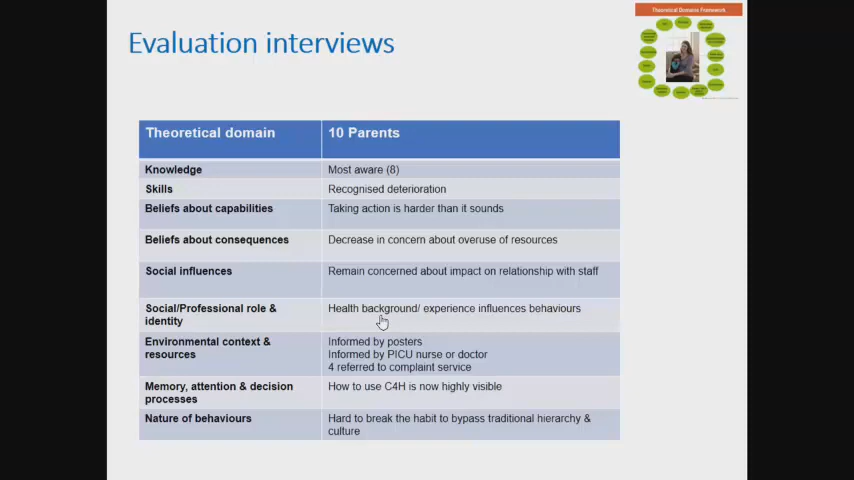 Theoretical Domains Framework
Evaluation interviews
Theoretical domain
10 Parents
Knowledge
Most aware (8)
Skills
Recognised deterioration
Beliefs about capabilities
Taking action is harder than it sounds
Beliefs about consequences
Decrease in concern about overuse of resources
Social influences
Remain concerned about impact on relationship with staff
Social/Professional role &
identity
Health background/ experience influences behaviours
Environmental context &
resources
Informed by posters
Informed by PICU nurse or doctor
4 referred to complaint service
Memory, attention & decision
processes
How to use C4H is now highly visible
Nature of behaviours
Hard to break the habit to bypass traditional hierarchy &
culture